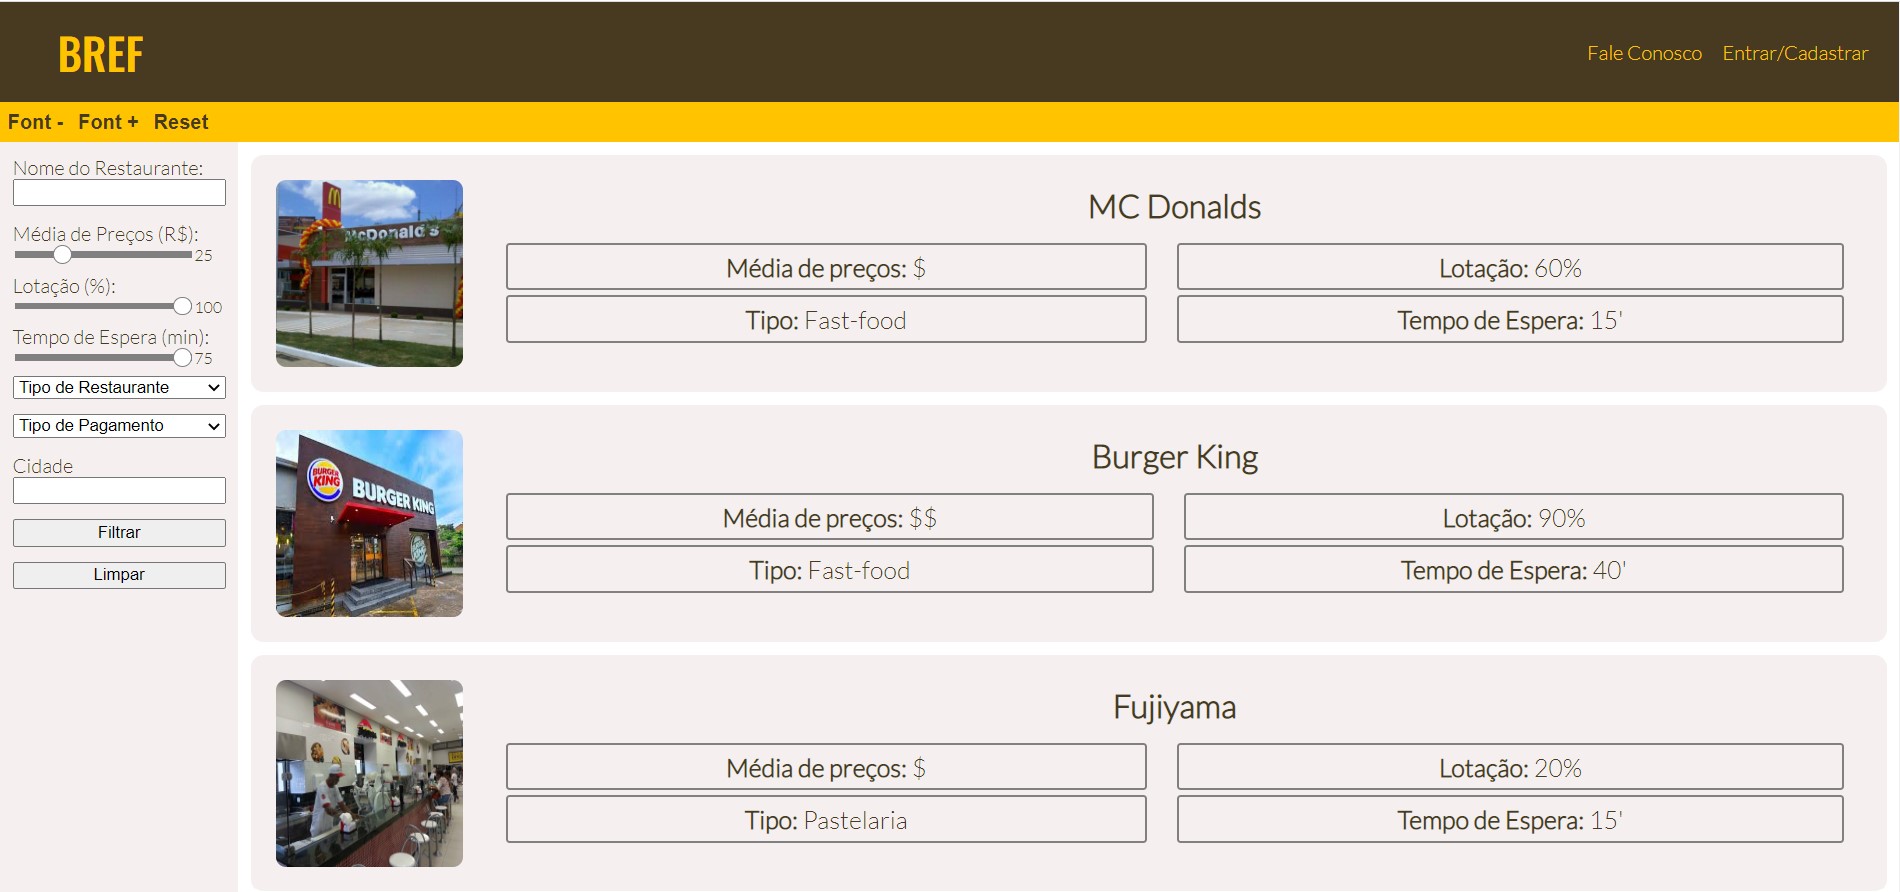 BREF
Fale Conosco Entrar/Cadastrar
Font - Font + Reset
Nome do Restaurante:
Média de Preços (R$):
25
Lotação (%):
100
Tempo de Espera (min):
75
Tipo de Restaurante
Tipo de Pagamento
Cidade
Filtrar
Limpar
McDonald's
MC Donalds
Média de preços: $
Lotação: 60%
Tipo: Fast-food
Tempo de Espera: 15'
BURGER KING
BURGER KING
Burger King
Média de preços: $$
Lotação: 90%
Tipo: Fast-food
Tempo de Espera: 40'
Fujiyama
Média de preços: $
Lotação: 20%
Tipo: Pastelaria
Tempo de Espera: 15'